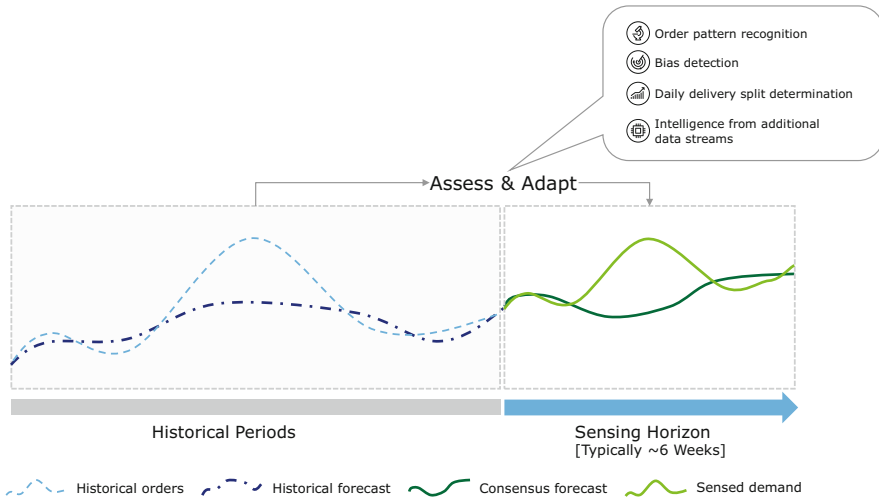 Order pattern recognition
Bias detection
Daily delivery split determination
Intelligence from additional
data streams
Assess & Adapt
Historical Periods
Sensing Horizon
[Typically ~6 Weeks]
Historical orders
Historical forecast
Consensus forecast
Sensed demand